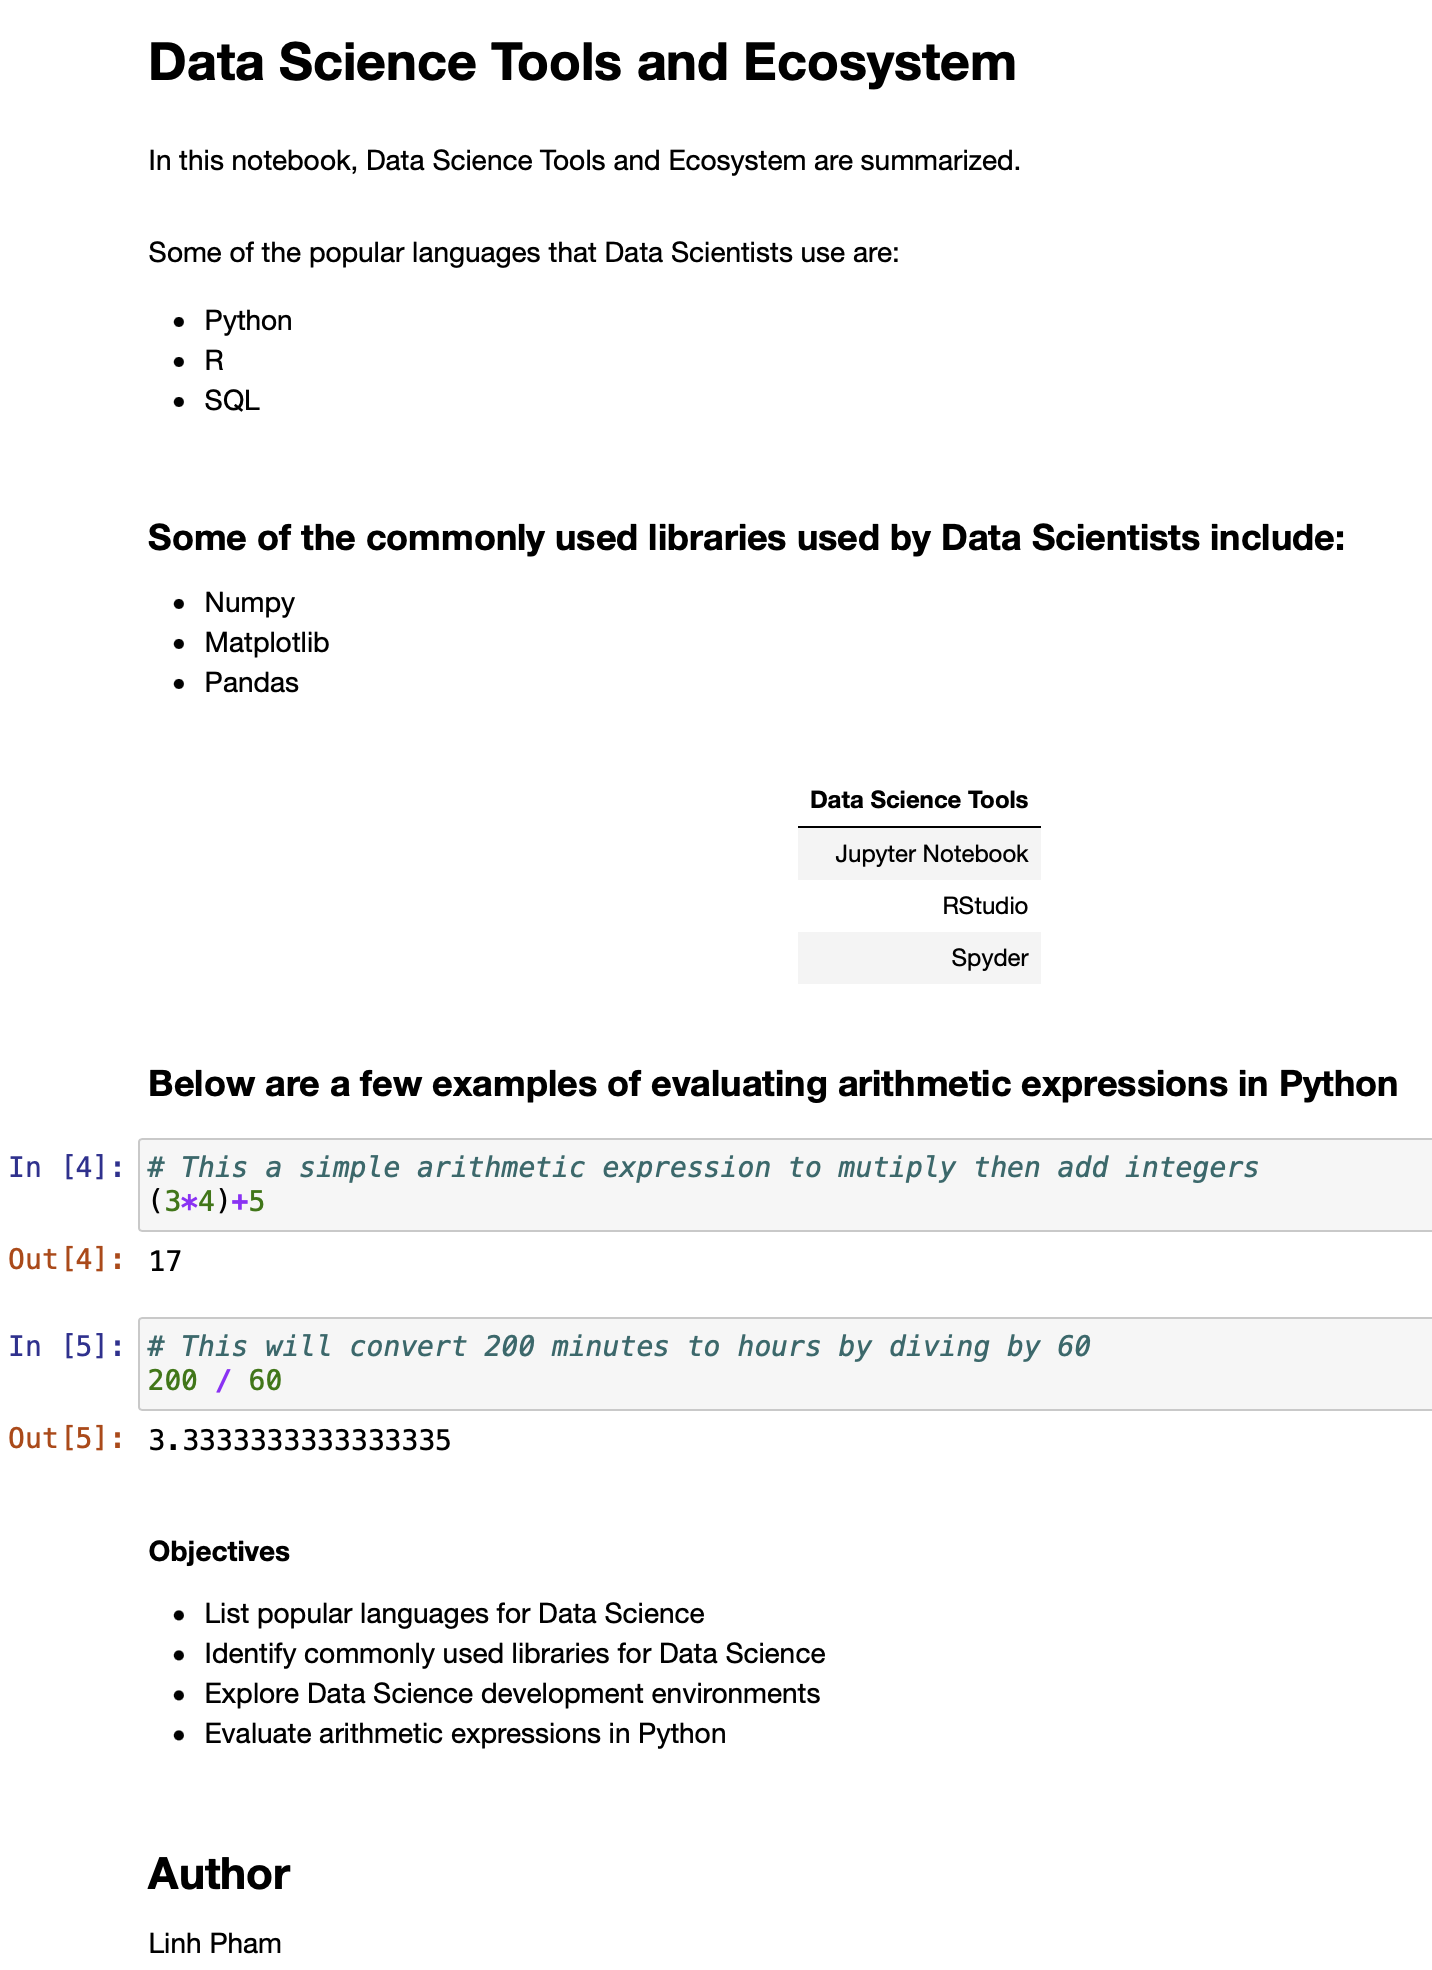 Data Science Tools and Ecosystem
In this notebook, Data Science Tools and Ecosystem are summarized.
Some of the popular languages that Data Scientists use are:
• Python
• R
• SQL
Some of the commonly used libraries used by Data Scientists include:
• Numpy
• Matplotlib
• Pandas
Data Science Tools
Jupyter Notebook
RStudio
Spyder
Below are a few examples of evaluating arithmetic expressions in Python
In [4]: # This a simple arithmetic expression to mutiply then add integers
(3*4)+5
Out[4]: 17
In [5]: # This will convert 200 minutes to hours by diving by 60
200 / 60
Out[5]: 3.3333333333333335
Objectives
• List popular languages for Data Science
• Identify commonly used libraries for Data Science
• Explore Data Science development environments
• Evaluate arithmetic expressions in Python
Author
Linh Pham